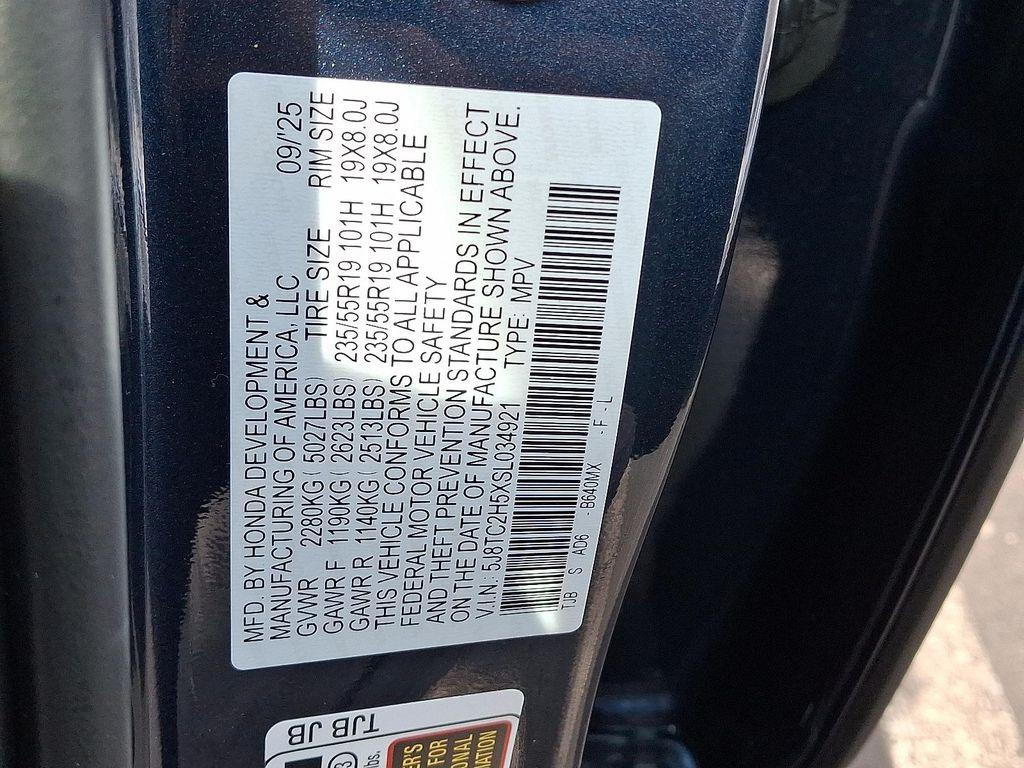 MFD. BY HONDA DEVELOPMENT &
MANUFACTURING OF AMERICA, LLC 09/'25
GVWR 2280KG ( 5027LBS) TIRE SIZE RIM SIZE
GAWR F 1190KG ( 2623LBS) 235/55R19 101H 19X8.0J
GAWR R 1140KG ( 2513LBS) 235/55R19 101H 19X8.0J
THIS VEHICLE CONFORMS TO ALL APPLICABLE
FEDERAL MOTOR VEHICLE SAFETY
AND THEFT PREVENTION STANDARDS IN EFFECT
ON THE DATE OF MANUFACTURE SHOWN ABOVE.
V.I.N.: 5J8TC2H5XSL034921 TYPE: MPV
TJB S AD6 -B640MX -F -L
TJB JB
lbs.